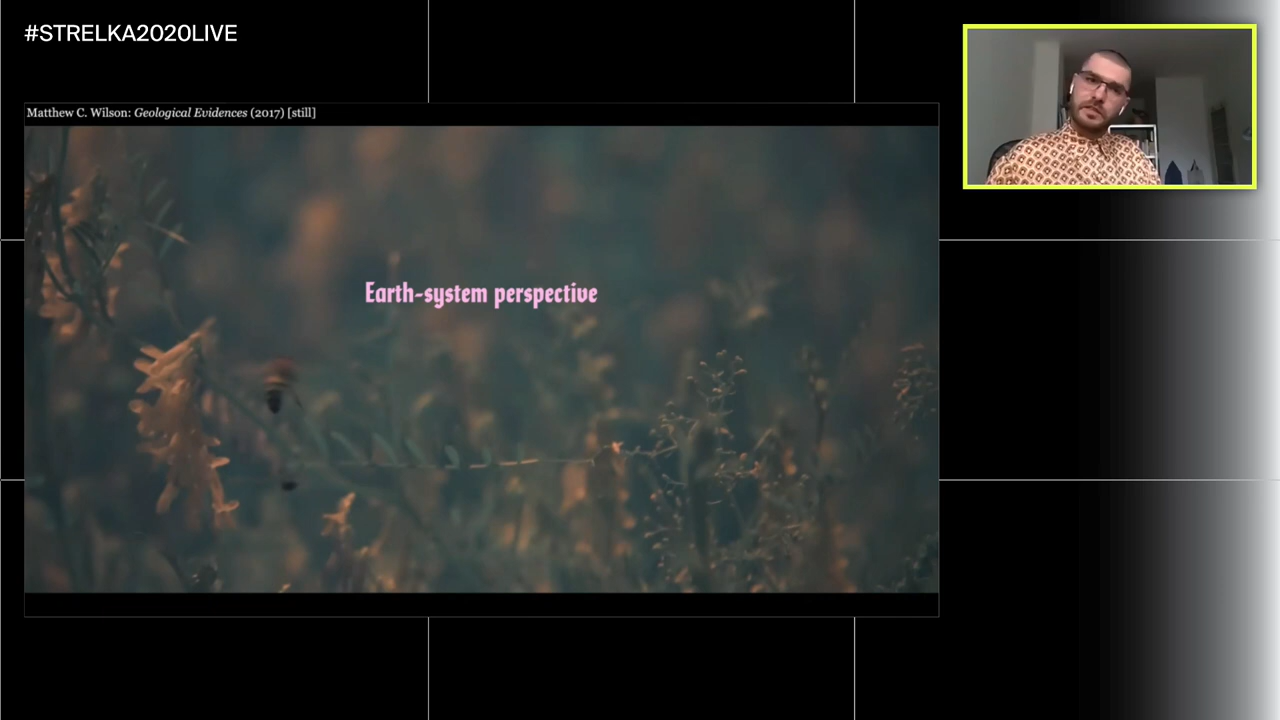 #STRELKA2020LIVE
Matthew C. Wilson: Geological Evidences (2017) [still]
Earth-system perspective